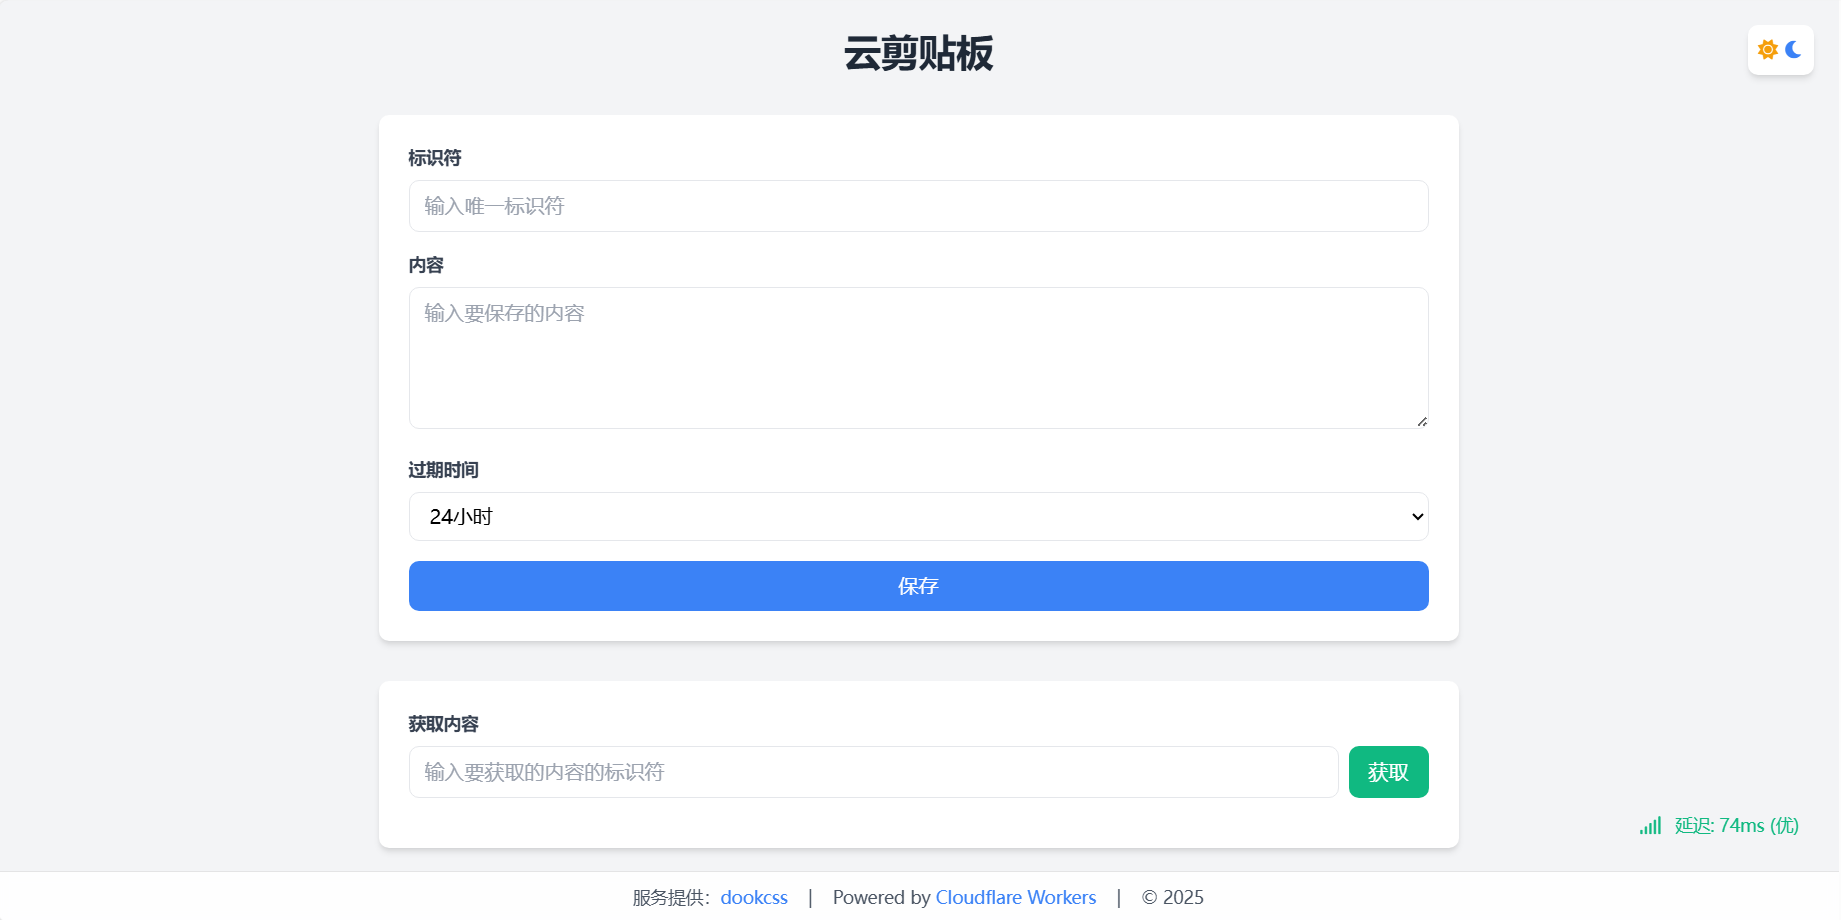 云剪贴板
标识符
输入唯一标识符
内容
输入要保存的内容
过期时间
24小时
保存
获取内容
输入要获取的内容的标识符
获取
延迟: 74ms (优)
服务提供：dookcss | Powered by Cloudflare Workers | © 2025